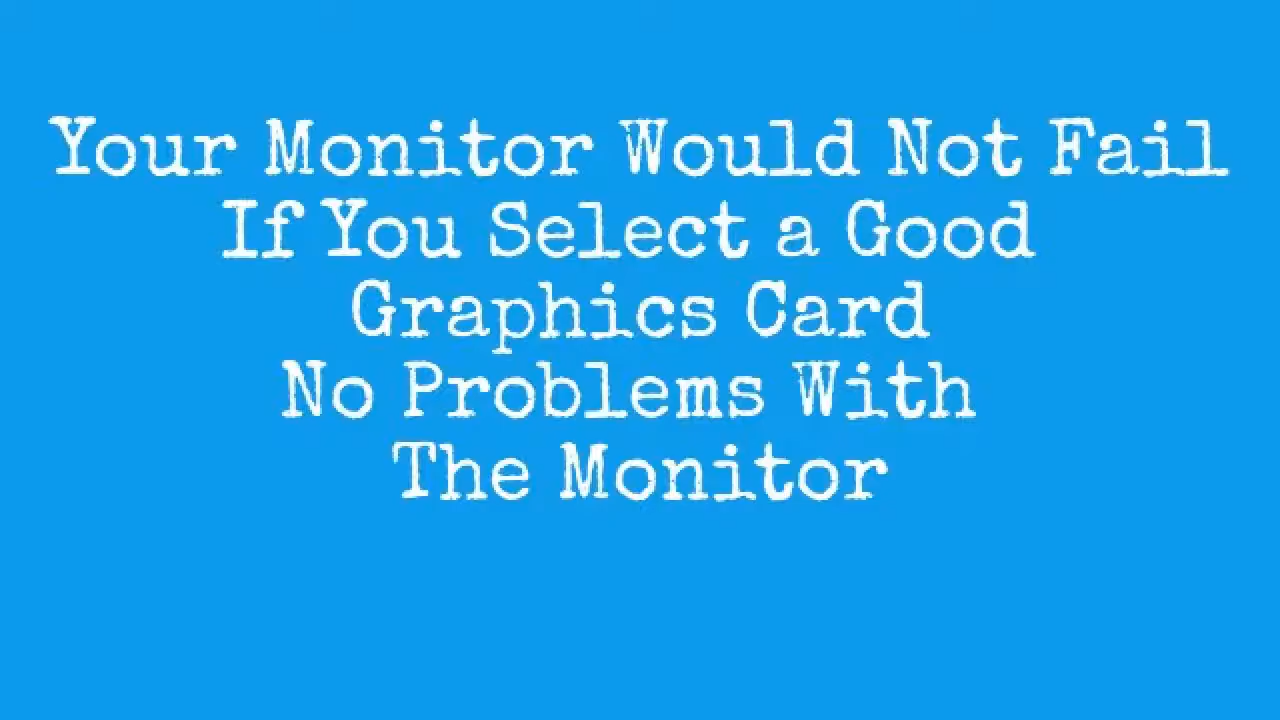 Your Monitor Would Not Fail
If You Select a Good
Graphics Card
No Problems With
The Monitor